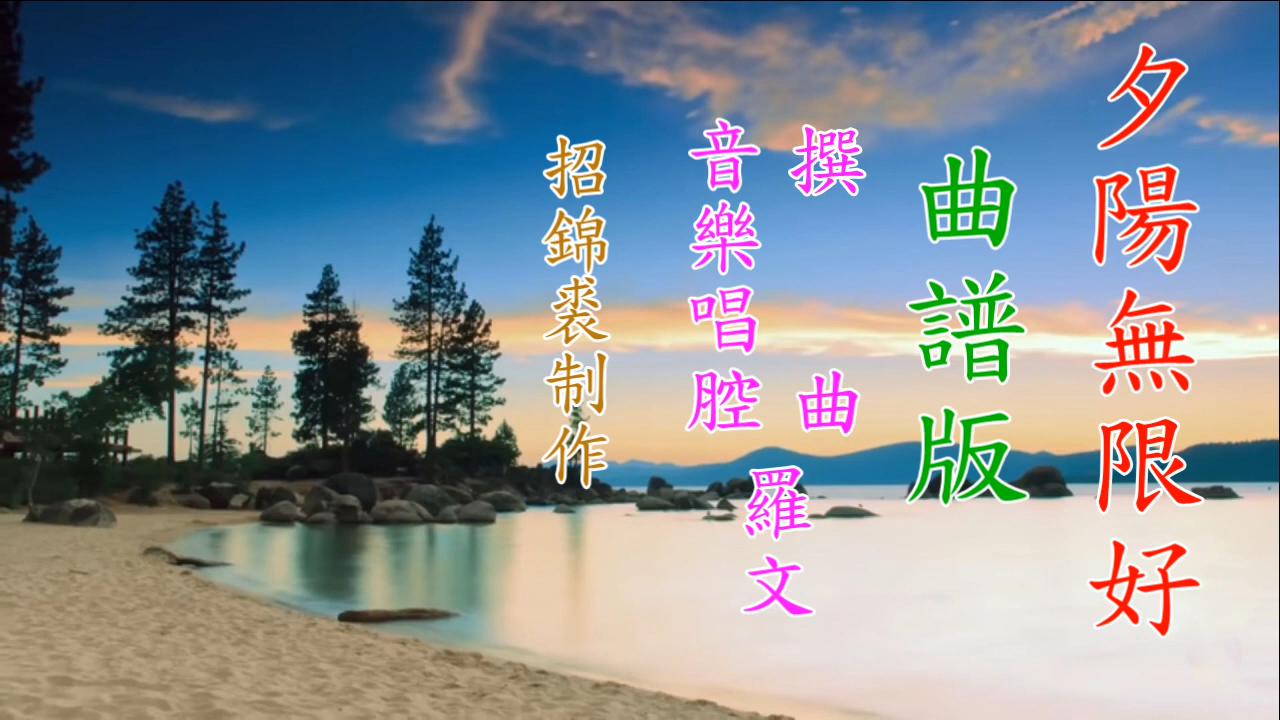 夕陽無限好
曲譜版
撰曲
音樂唱腔
羅文
招錦裘制作